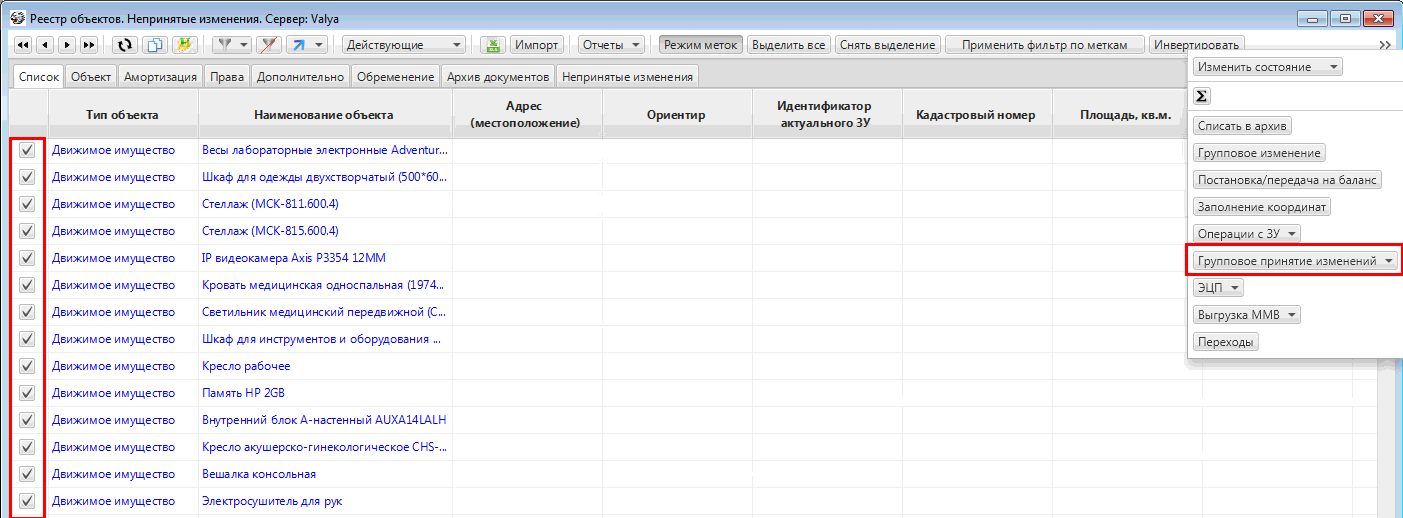 Реестр объектов. Непринятые изменения. Сервер: Valya
Действующие Импорт Отчеты Режим меток Выделить все Снять выделение Применить фильтр по меткам Инвертировать
Список Объект Амортизация Права Дополнительно Обременение Архив документов Непринятые изменения
Тип объекта Наименование объекта Адрес (местоположение) Ориентир Идентификатор актуального ЗУ Кадастровый номер Площадь, кв.м.
Движимое имущество Весы лабораторные электронные Adventur...
Движимое имущество Шкаф для одежды двухстворчатый (500*60...
Движимое имущество Стеллаж (МСК-811.600.4)
Движимое имущество Стеллаж (МСК-815.600.4)
Движимое имущество IP видеокамера Axis P3354 12MM
Движимое имущество Кровать медицинская односпальная (1974...
Движимое имущество Светильник медицинский передвижной (С...
Движимое имущество Шкаф для инструментов и оборудования ...
Движимое имущество Кресло рабочее
Движимое имущество Память HP 2GB
Движимое имущество Внутренний блок А-настенный AUXA14LALH
Движимое имущество Кресло акушерско-гинекологическое CHS-...
Движимое имущество Вешалка консольная
Движимое имущество Электросушитель для рук
Изменить состояние
Σ
Списать в архив
Групповое изменение
Постановка/передача на баланс
Заполнение координат
Операции с ЗУ
Групповое принятие изменений
ЭЦП
Выгрузка ММВ
Переходы